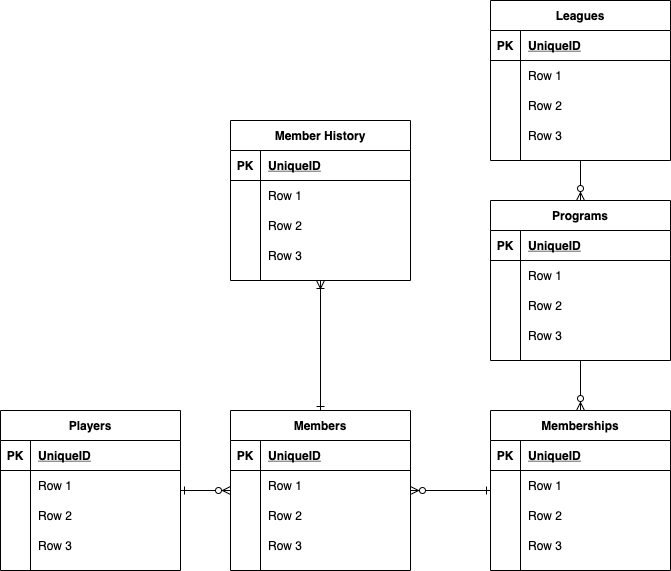 Leagues
PK UniqueID
Row 1
Row 2
Row 3
Member History
PK UniqueID
Row 1
Row 2
Row 3
Programs
PK UniqueID
Row 1
Row 2
Row 3
Players
PK UniqueID
Row 1
Row 2
Row 3
Members
PK UniqueID
Row 1
Row 2
Row 3
Memberships
PK UniqueID
Row 1
Row 2
Row 3